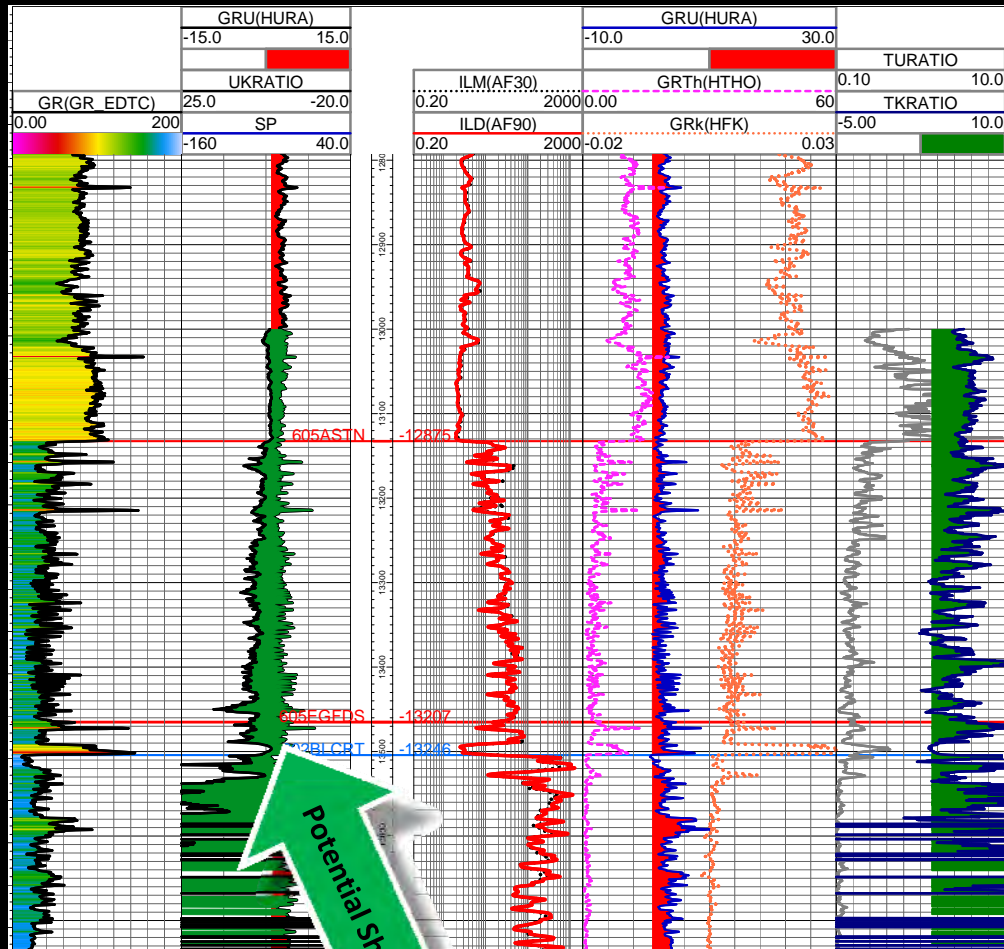 GRU(HURA)
-15.0 15.0
UKRATIO
25.0 -20.0
GR(GR_EDTC)
0.00 200
SP
-160 40.0
ILM(AF30)
0.20 2000
ILD(AF90)
0.20 2000
GRU(HURA)
-10.0 30.0
GRTh(HTHO)
0.00 60
GRk(HFK)
-0.02 0.03
TURATIO
0.10 10.0
TKRATIO
-5.00 10.0
12900
13000
13100
605ASTN -12875
13200
13300
13400
605EGFDS -13207
-13246
Potential Sh